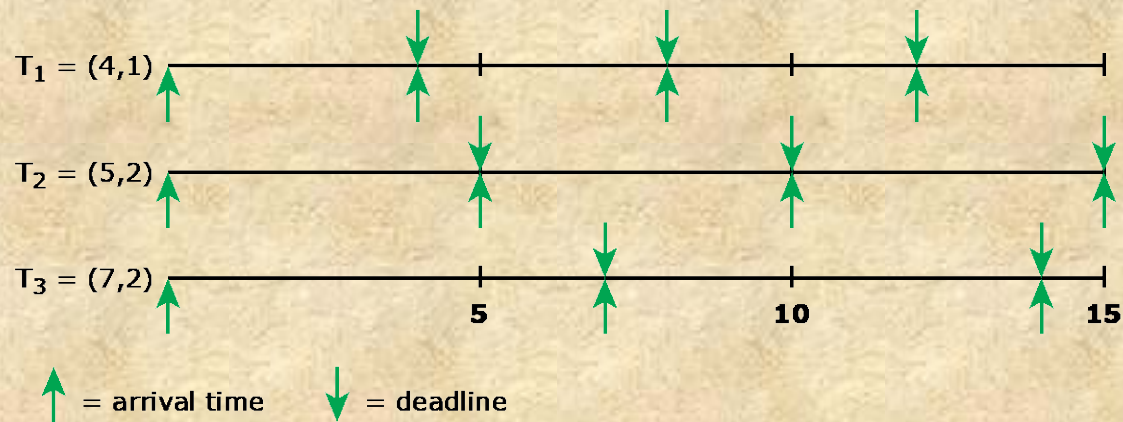 T₁ = (4,1)
T₂ = (5,2)
T₃ = (7,2)
5 10 15
= arrival time = deadline